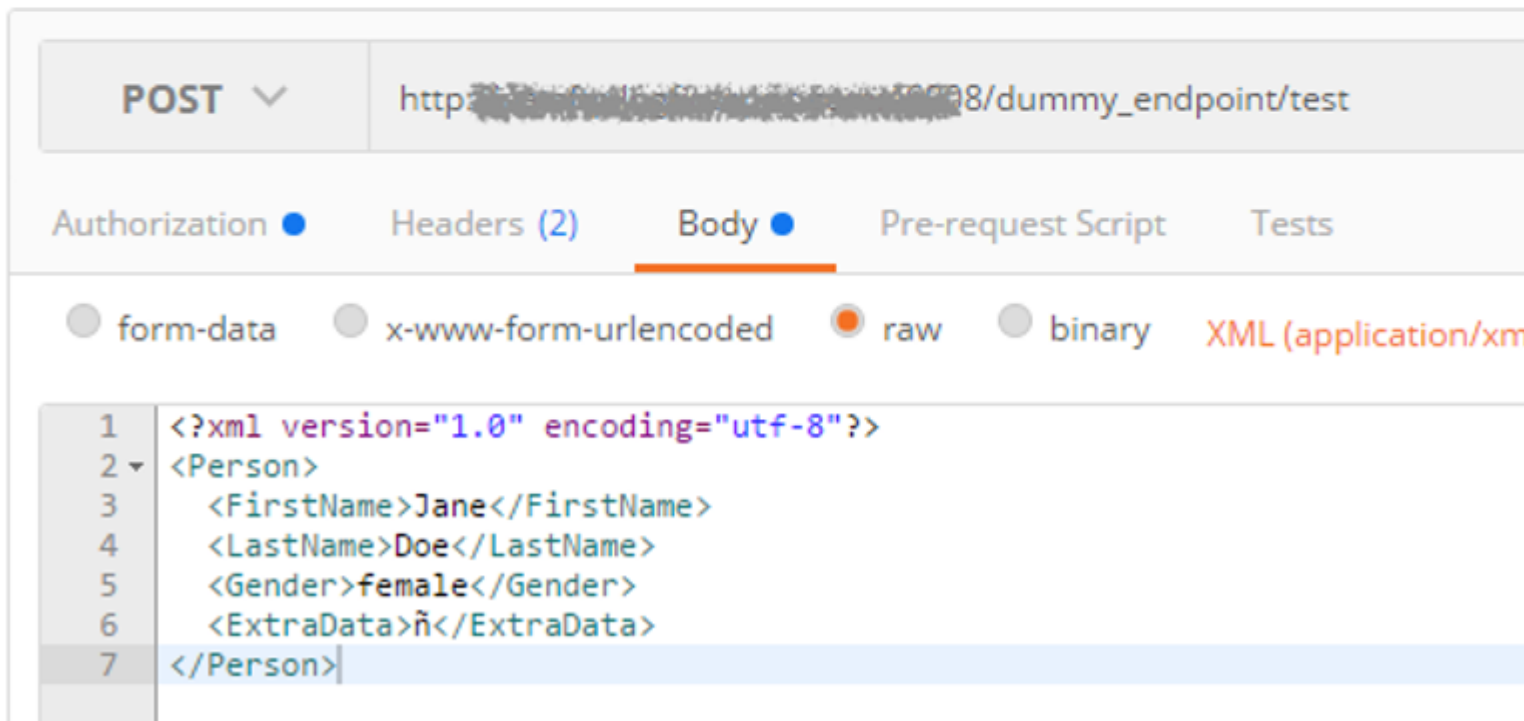 POST http 8/dummy_endpoint/test
Authorization Headers (2) Body Pre-request Script Tests
form-data x-www-form-urlencoded raw binary XML (application/xm
1 <?xml version="1.0" encoding="utf-8"?>
2 <Person>
3 <FirstName>Jane</FirstName>
4 <LastName>Doe</LastName>
5 <Gender>female</Gender>
6 <ExtraData>ñ</ExtraData>
7 </Person>